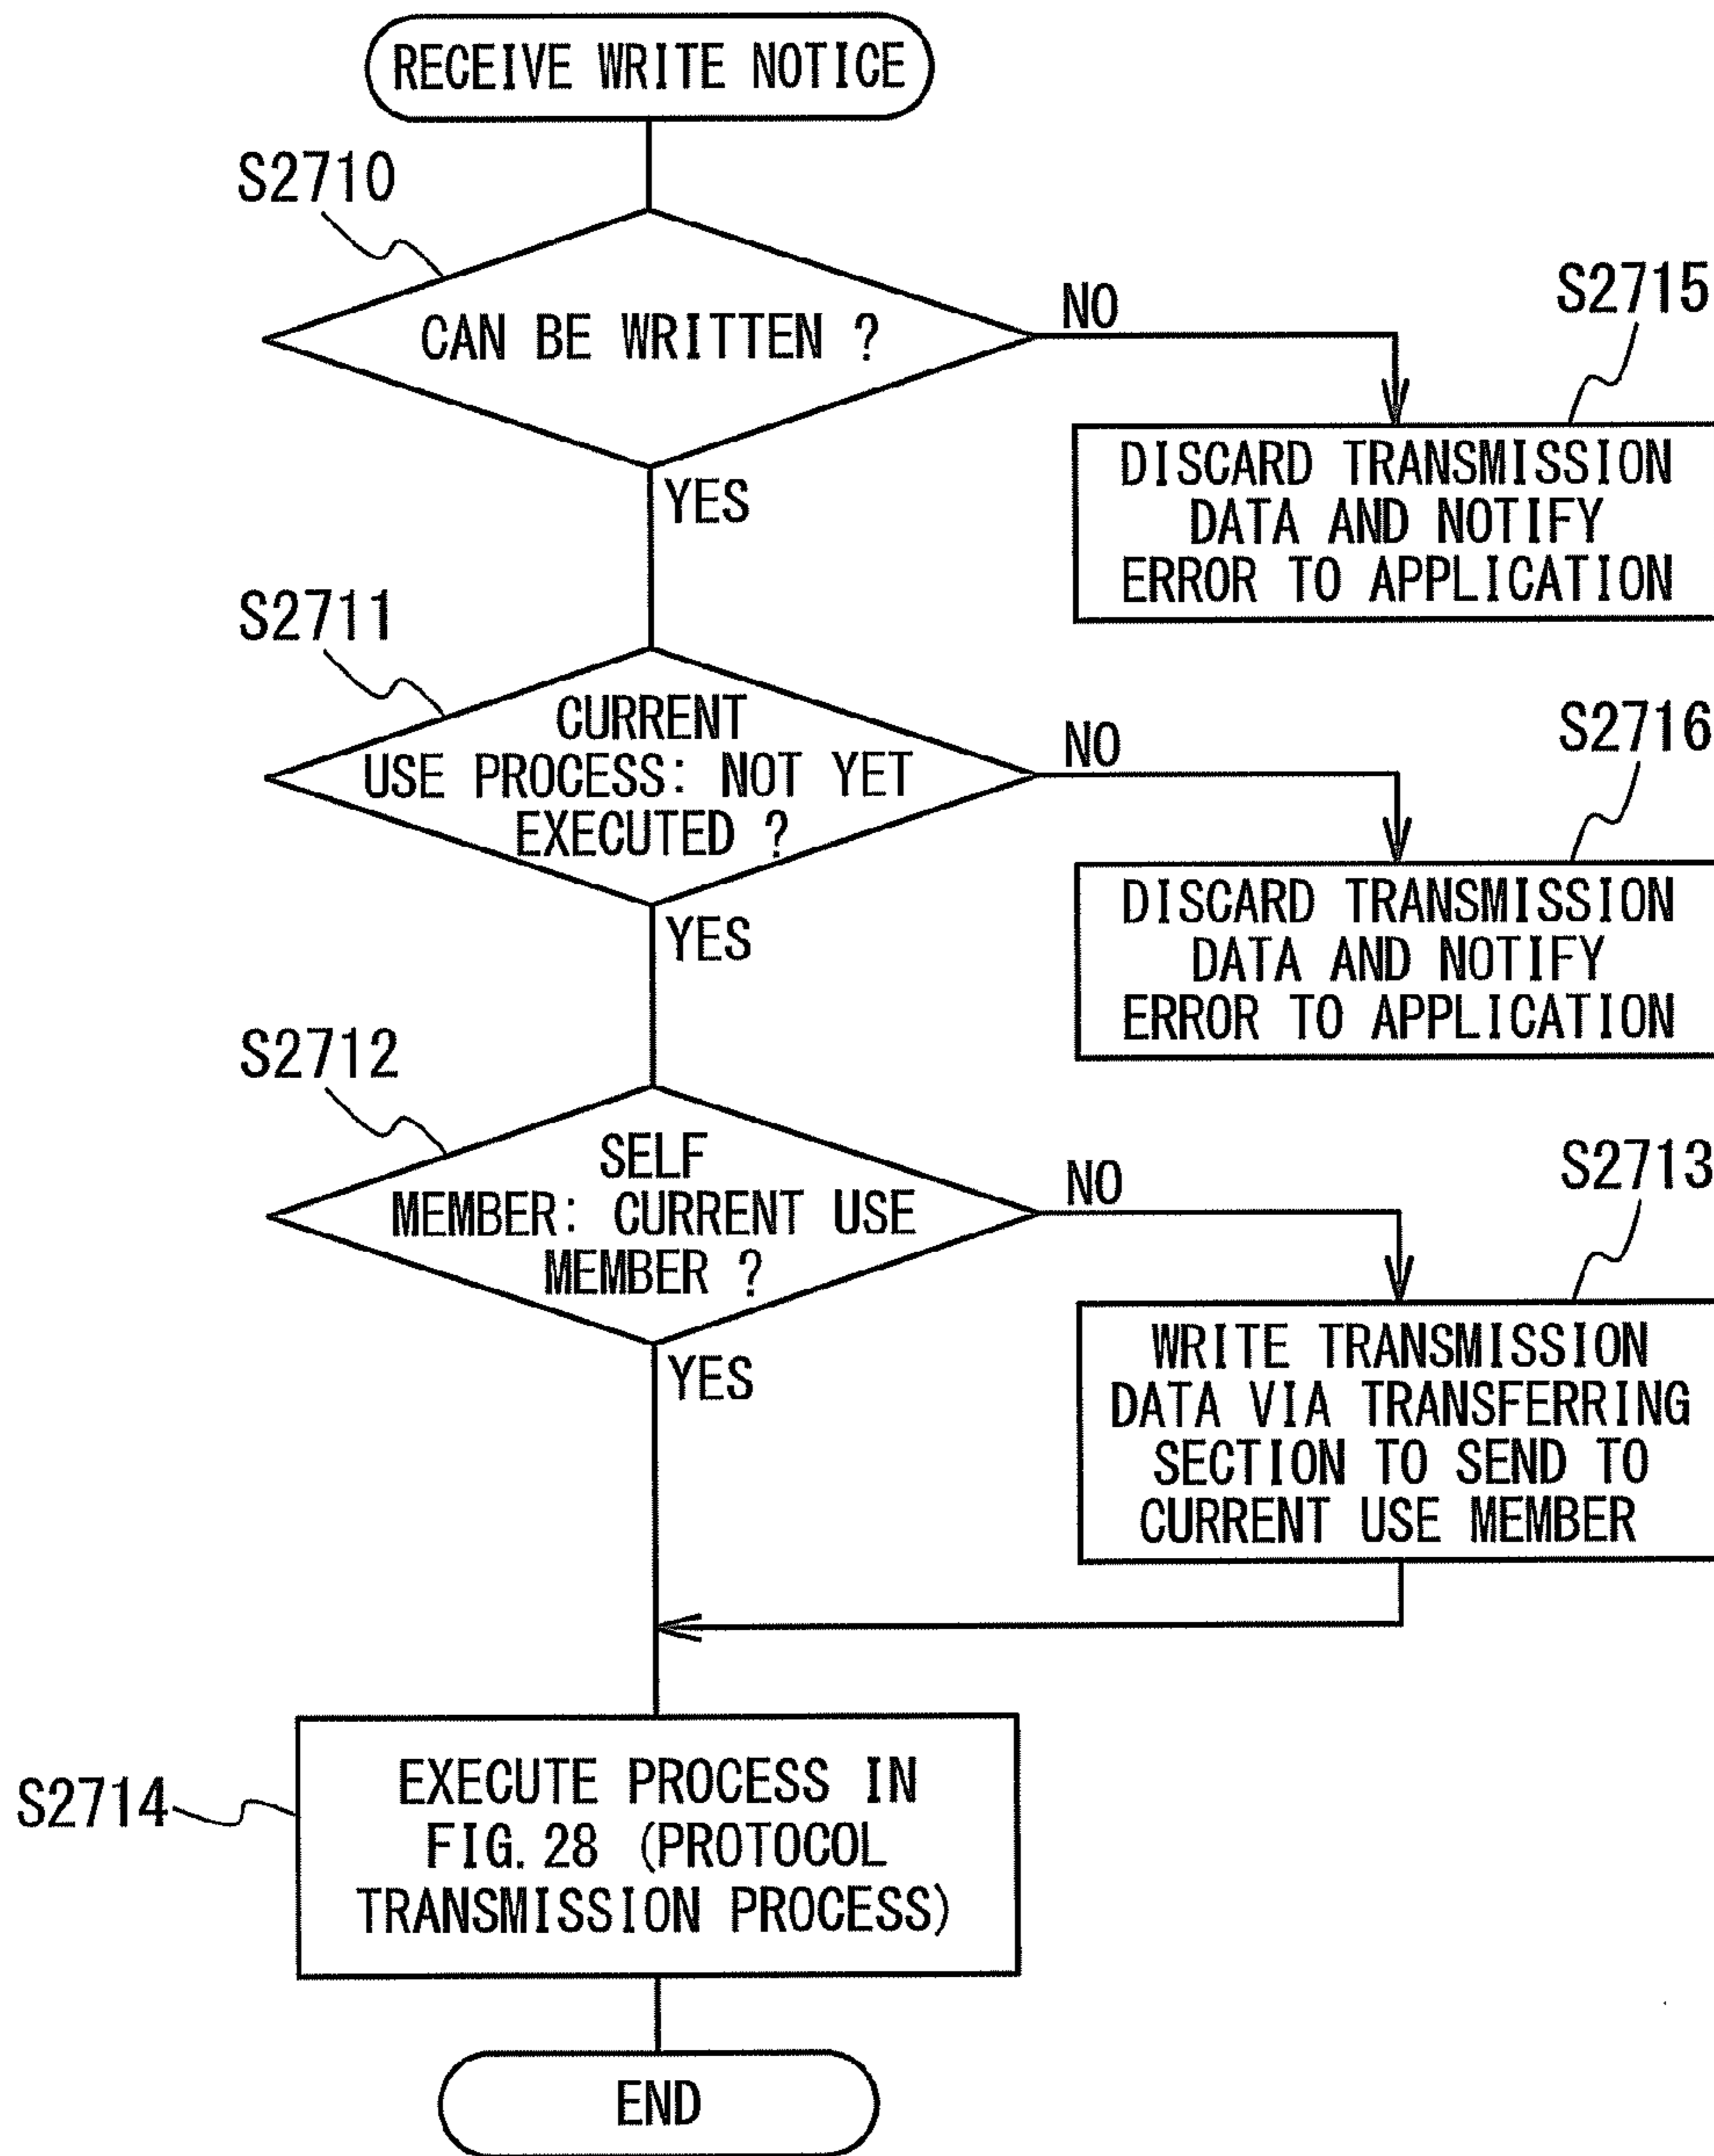 RECEIVE WRITE NOTICE
S2710
CAN BE WRITTEN ?
NO
S2715
DISCARD TRANSMISSION
DATA AND NOTIFY
ERROR TO APPLICATION
YES
S2711
CURRENT
USE PROCESS: NOT YET
EXECUTED ?
NO
S2716
DISCARD TRANSMISSION
DATA AND NOTIFY
ERROR TO APPLICATION
YES
S2712
SELF
MEMBER: CURRENT USE
MEMBER ?
NO
S2713
WRITE TRANSMISSION
DATA VIA TRANSFERRING
SECTION TO SEND TO
CURRENT USE MEMBER
YES
S2714
EXECUTE PROCESS IN
FIG. 28 (PROTOCOL
TRANSMISSION PROCESS)
END